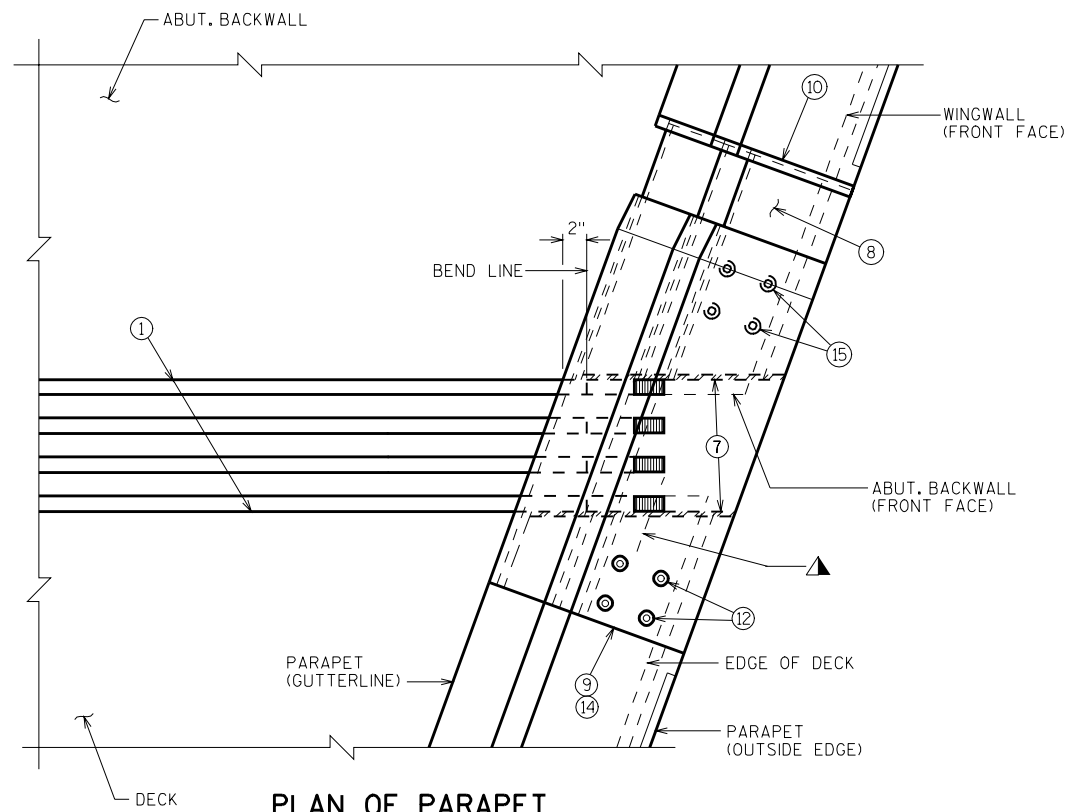 ABUT. BACKWALL
10
WINGWALL
(FRONT FACE)
2"
8
BEND LINE
1
15
7
ABUT. BACKWALL
(FRONT FACE)
12
PARAPET
(GUTTERLINE)
EDGE OF DECK
9
14
PARAPET
(OUTSIDE EDGE)
DECK
PLAN OF PARAPET